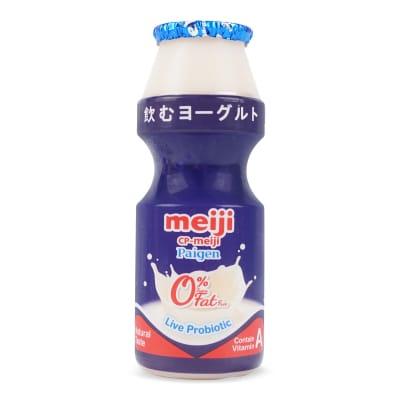 飲むヨーグルト
meiji
CP-meiji
Paigen
0%
Fat
Live Probiotic
Natural
Taste
Contain
Vitamin A